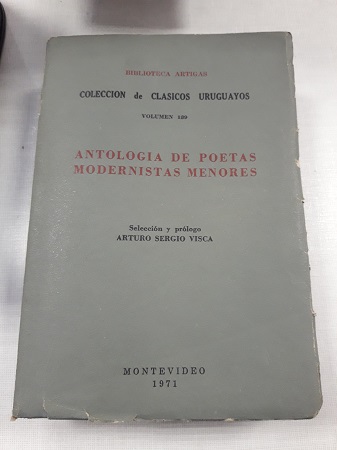 BIBLIOTECA ARTIGAS
COLECCION de CLASICOS URUGUAYOS
VOLUMEN 139
ANTOLOGIA DE POETAS
MODERNISTAS MENORES
Selección y prólogo
ARTURO SERGIO VISCA
MONTEVIDEO
1971